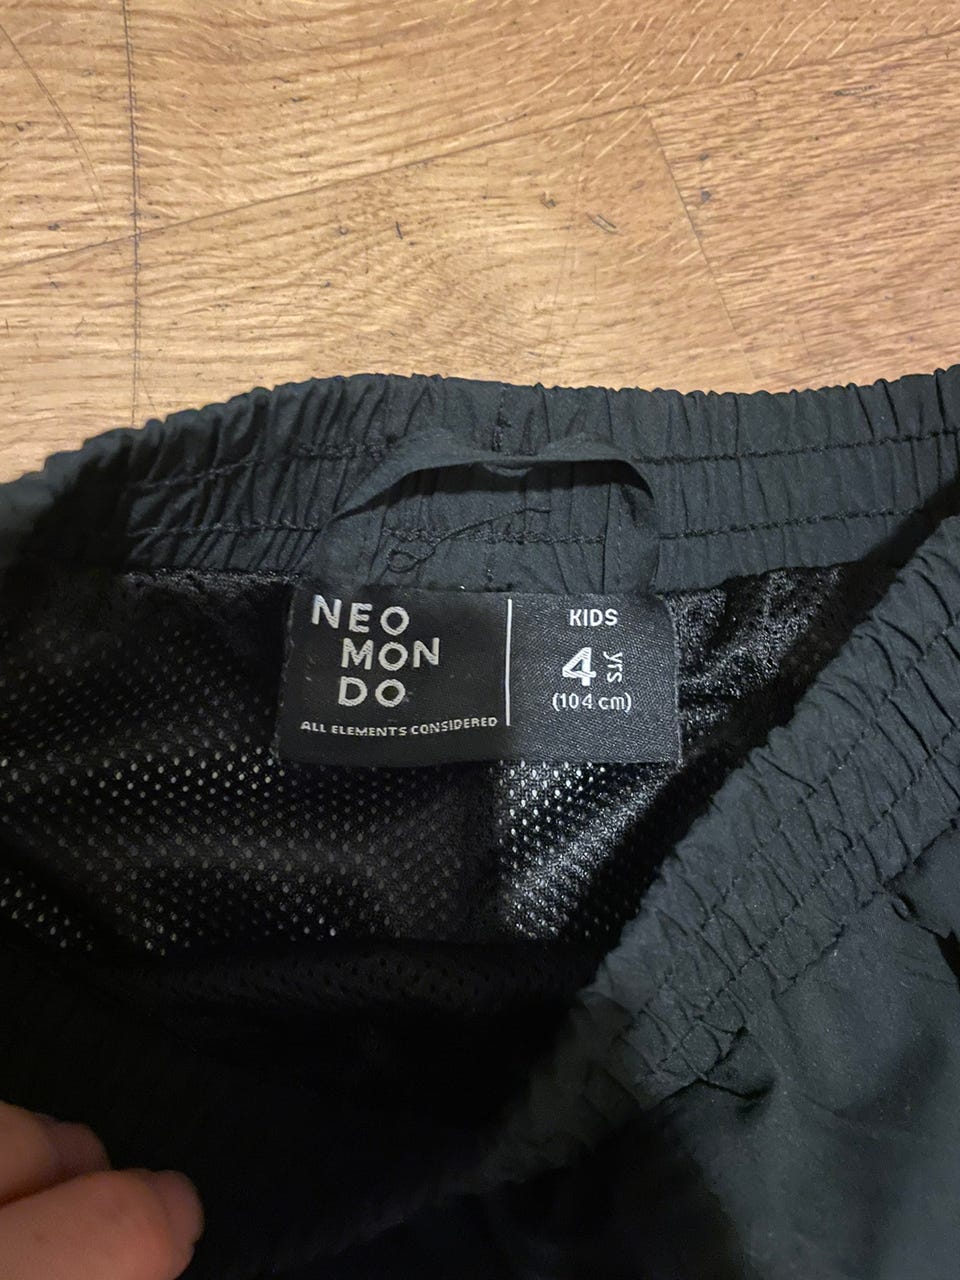 NEO
MON
DO
ALL ELEMENTS CONSIDERED
KIDS
4 yrs
(104 cm)